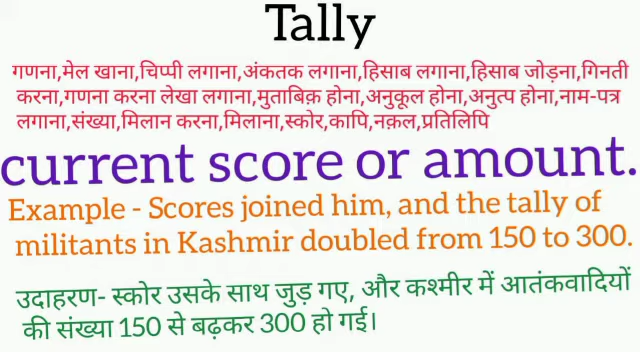 Tally
गणना,मेल खाना,चिप्पी लगाना,अंकतक लगाना,हिसाब लगाना,हिसाब जोड़ना,गिनती
करना,गणना करना लेखा लगाना,मुताबिक़ होना,अनुकूल होना,अनुत्प होना,नाम-पत्र
लगाना,संख्या,मिलान करना,मिलाना,स्कोर,कापि,नक़ल,प्रतिलिपि
current score or amount.
Example - Scores joined him, and the tally of
militants in Kashmir doubled from 150 to 300.
उदाहरण- स्कोर उसके साथ जुड़ गए, और कश्मीर में आतंकवादियों
की संख्या 150 से बढ़कर 300 हो गई।